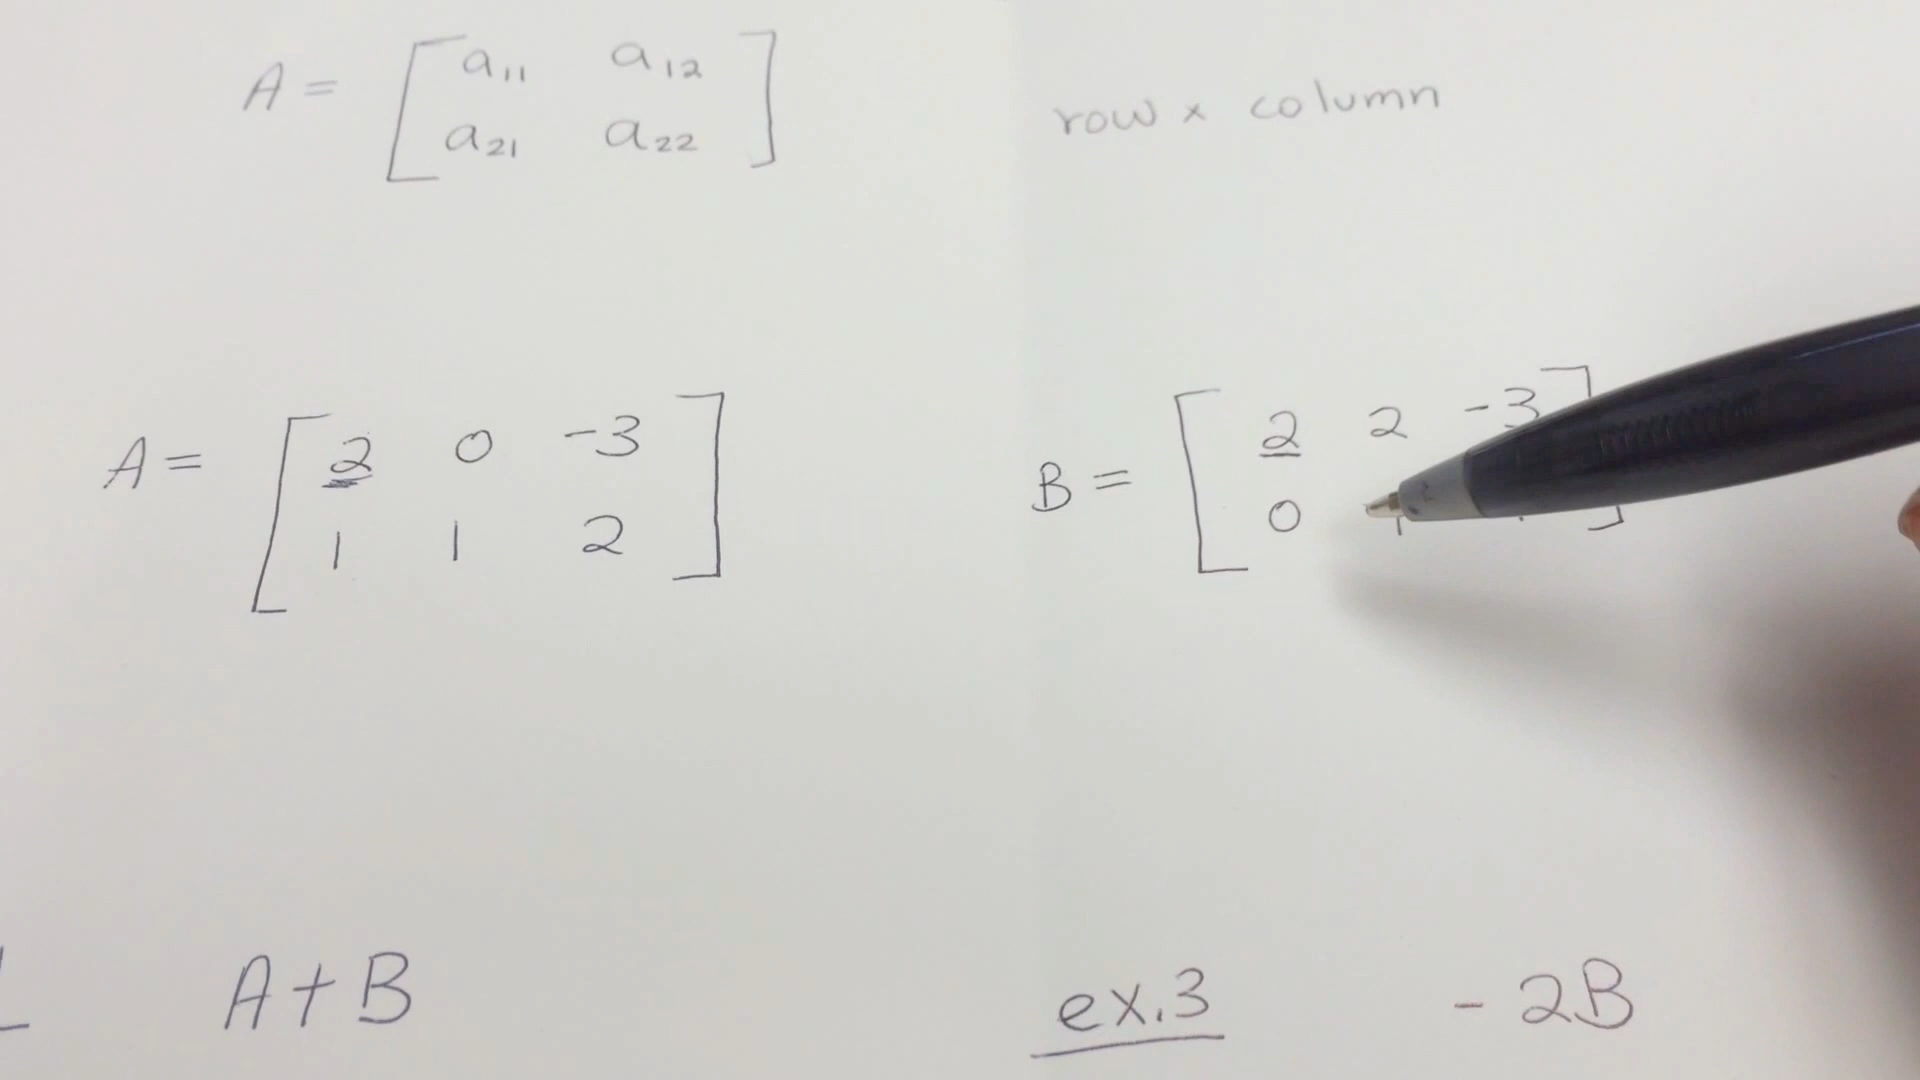 A = [ a11 a12
a21 a22 ]
row x column
A = [ 2 0 -3
1 1 2 ]
B = [ 2 2 -3
0 ]
A + B
ex.3 - 2B